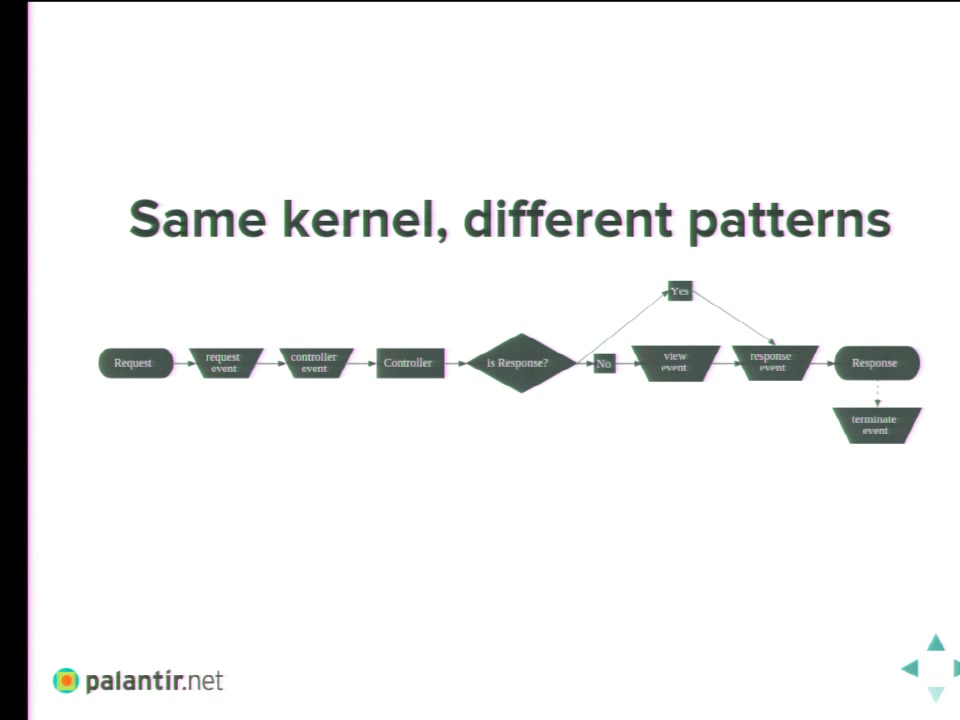 Same kernel, different patterns
Yes
Request
request
event
controller
event
Controller
is Response?
No
view
event
response
event
Response
terminate
event
palantir.net